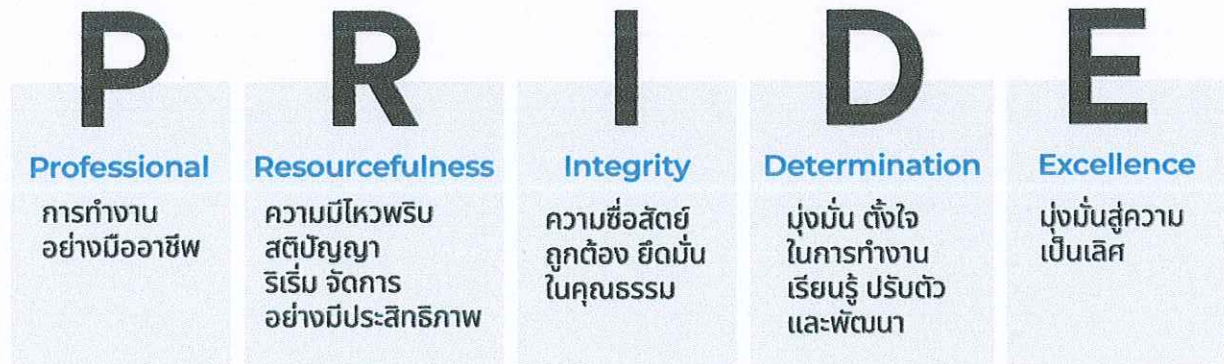 P
Professional
การทำงาน
อย่างมืออาชีพ
R
Resourcefulness
ความมีไหวพริบ
สติปัญญา
ริเริ่ม จัดการ
อย่างมีประสิทธิภาพ
I
Integrity
ความซื่อสัตย์
ถูกต้อง ยึดมั่น
ในคุณธรรม
D
Determination
มุ่งมั่น ตั้งใจ
ในการทำงาน
เรียนรู้ ปรับตัว
และพัฒนา
E
Excellence
มุ่งมั่นสู่ความ
เป็นเลิศ